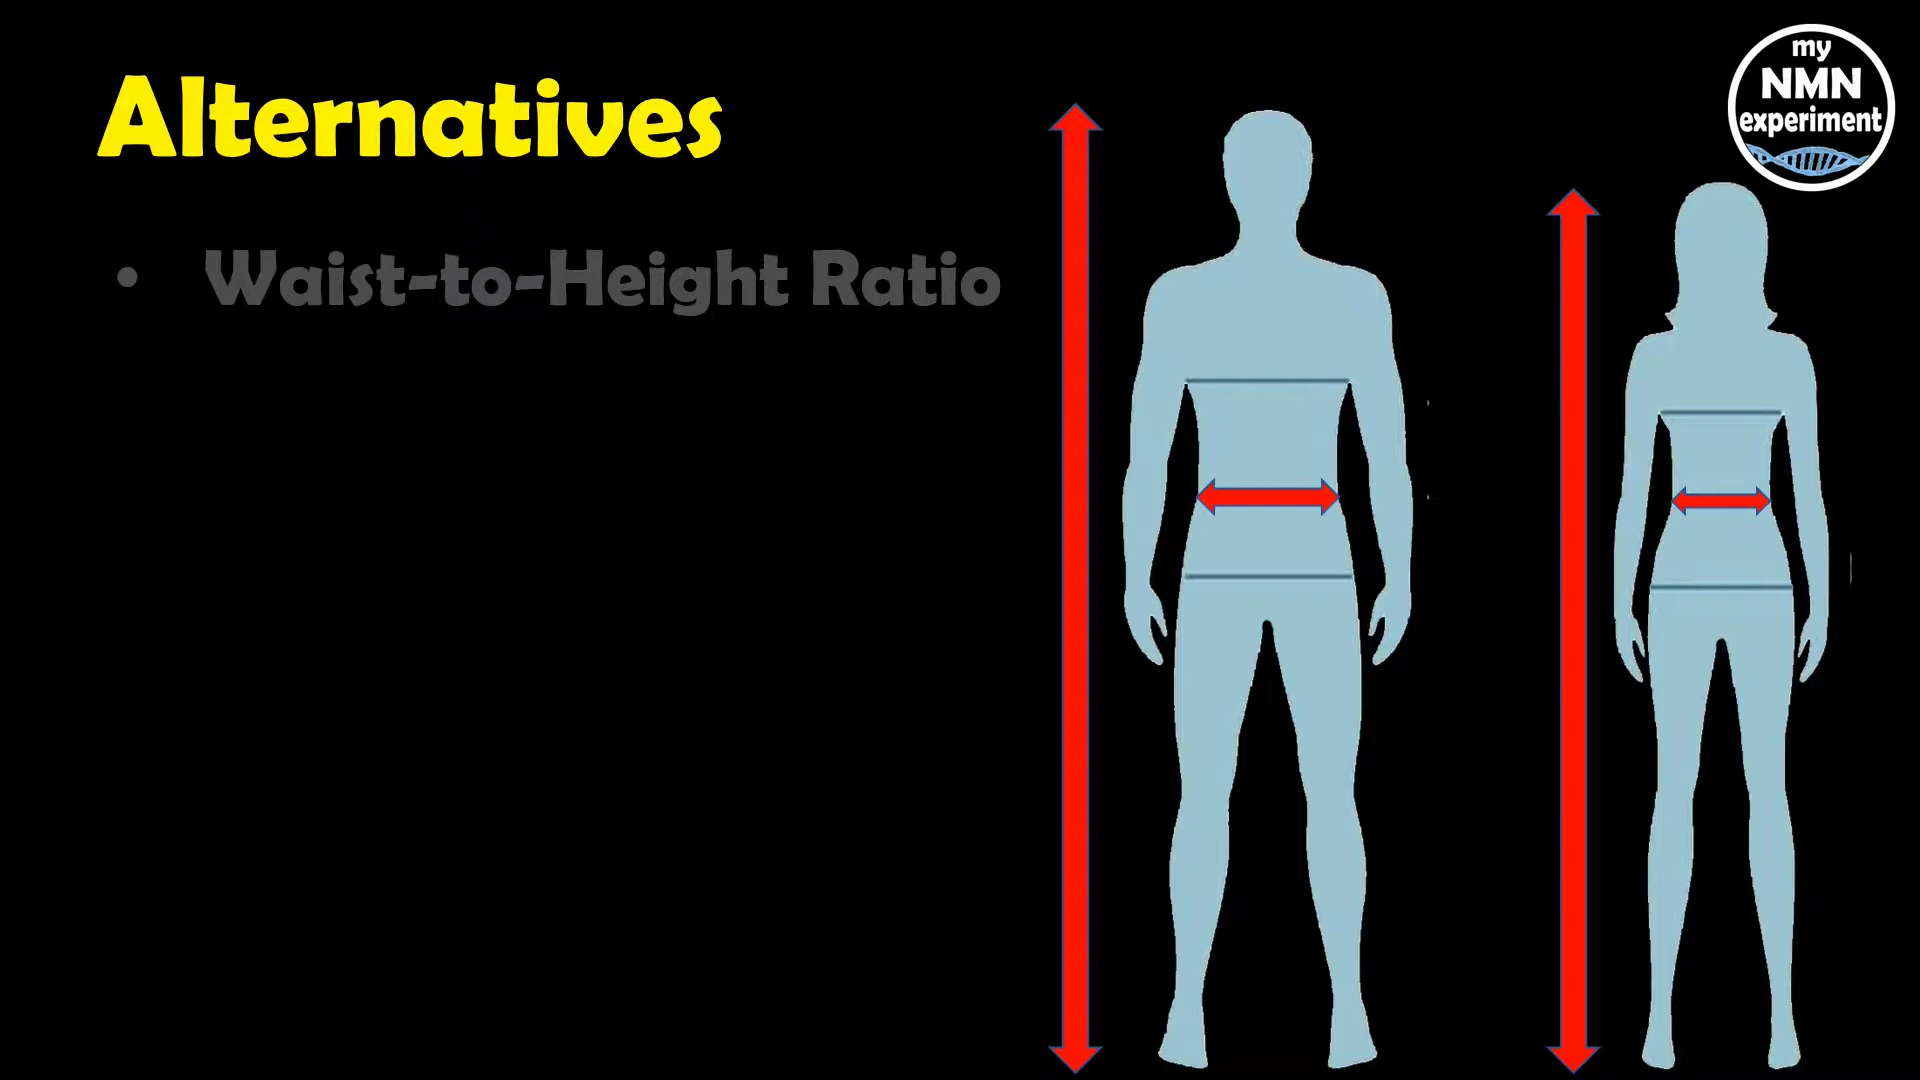 Alternatives
• Waist-to-Height Ratio
my
NMN
experiment